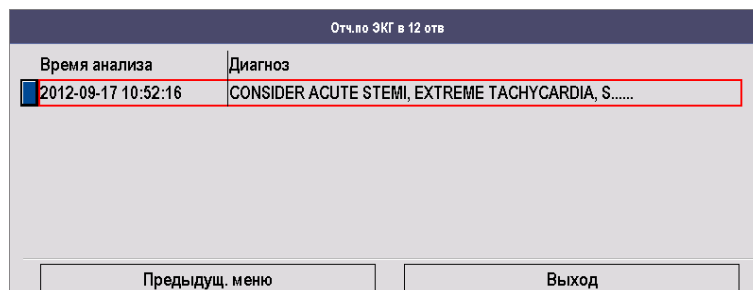 Отч.по ЭКГ в 12 отв
Время анализа Диагноз
2012-09-17 10:52:16 CONSIDER ACUTE STEMI, EXTREME TACHYCARDIA, S......
Предыдущ. меню Выход